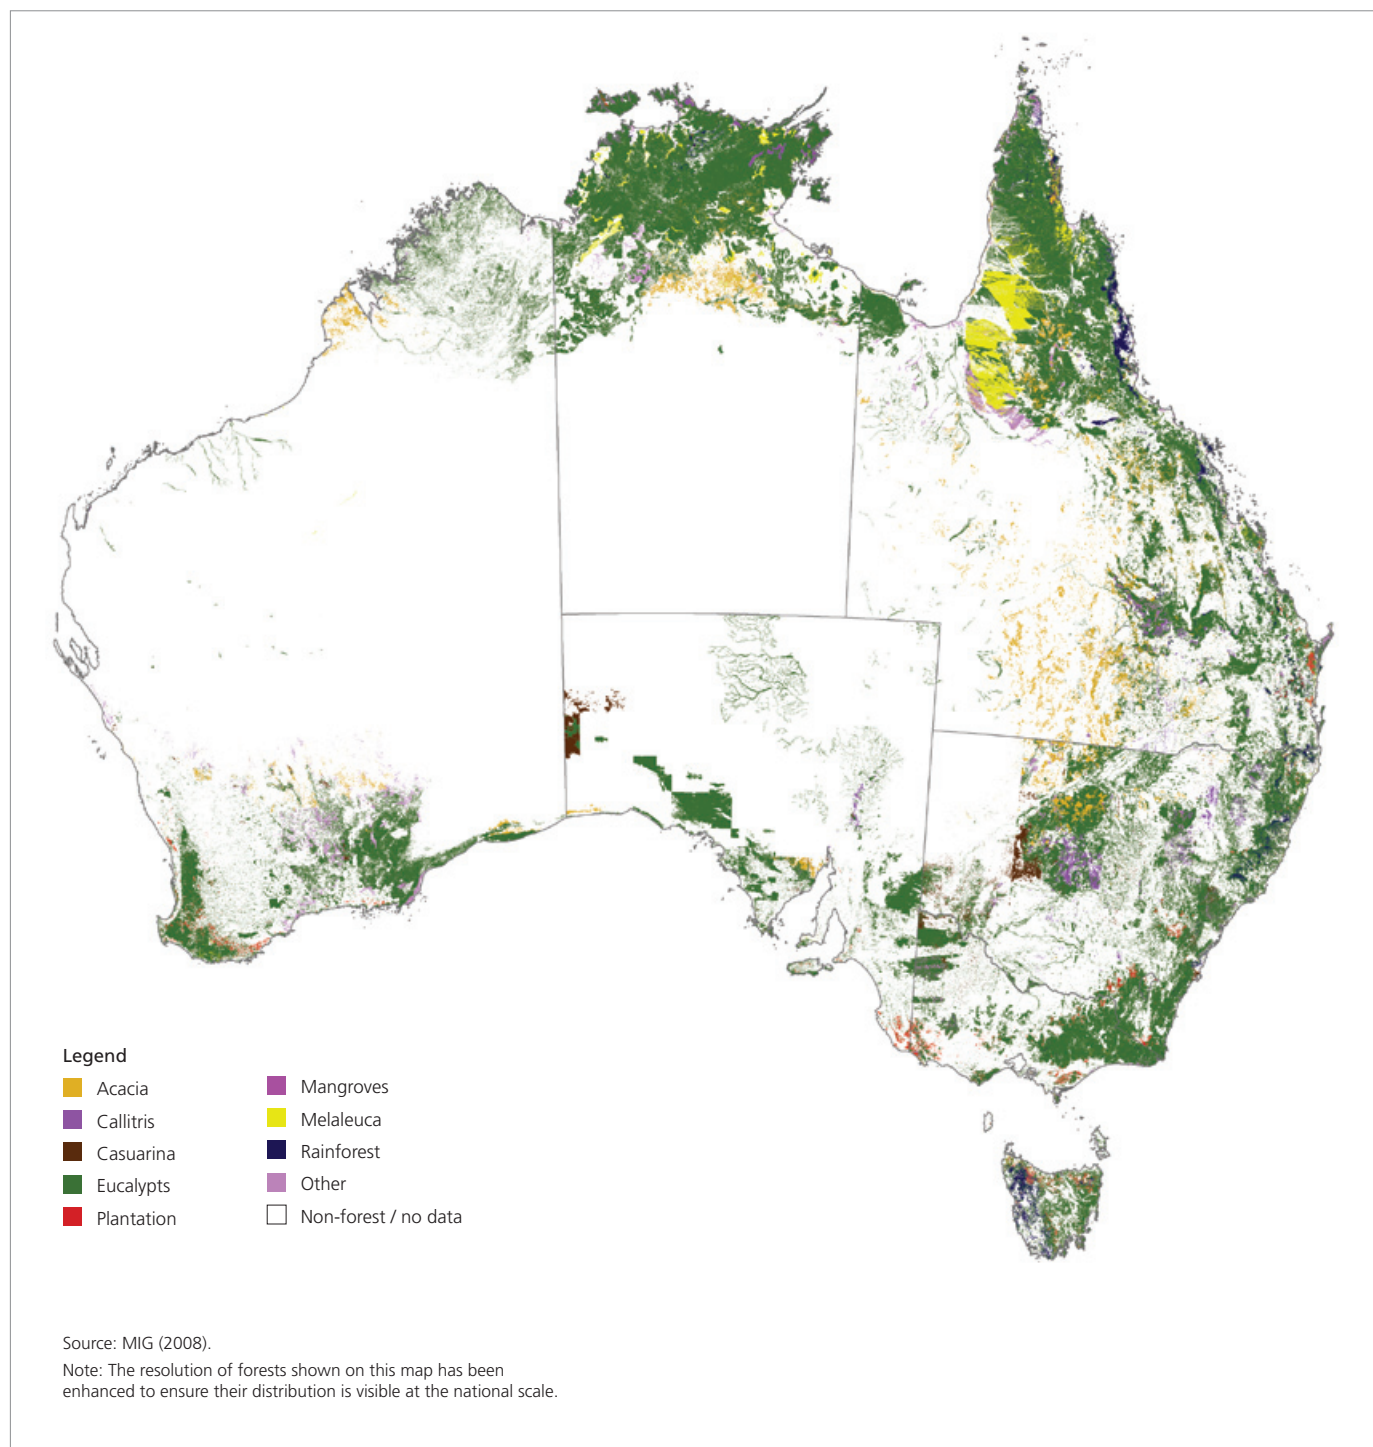 Legend
Acacia
Callitris
Casuarina
Eucalypts
Plantation
Mangroves
Melaleuca
Rainforest
Other
Non-forest / no data
Source: MIG (2008).
Note: The resolution of forests shown on this map has been
enhanced to ensure their distribution is visible at the national scale.